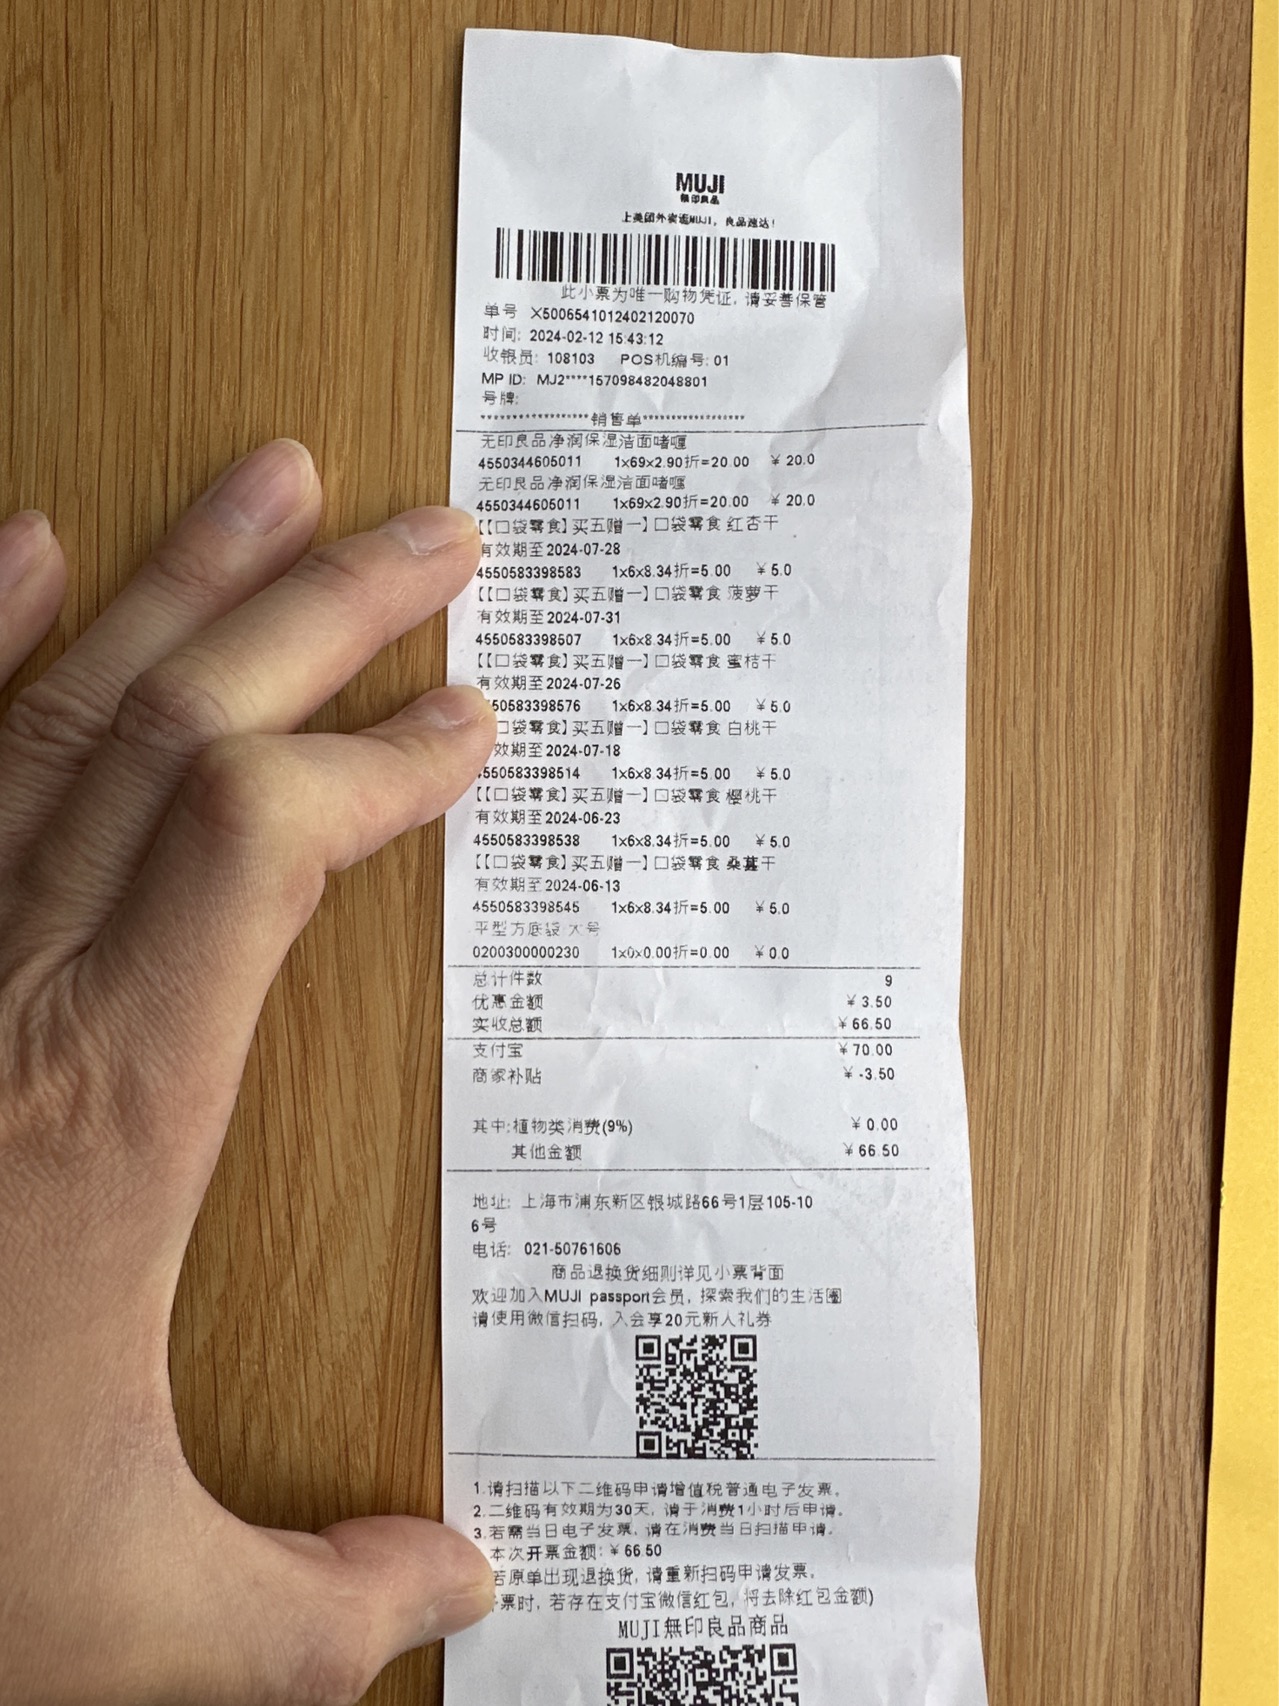 MUJI
無印良品
上美团外卖逛MUJI，良品速达！
此小票为唯一购物凭证, 请妥善保管
单号 X5006541012402120070
时间: 2024-02-12 15:43:12
收银员: 108103 POS机编号: 01
MP ID: MJ2****157098482048801
号牌:
*****************销售单*****************
无印良品净润保湿洁面啫喱
4550344605011 1x69x2.90折=20.00 ￥20.0
无印良品净润保湿洁面啫喱
4550344605011 1x69x2.90折=20.00 ￥20.0
【【口袋零食】买五赠一】口袋零食 红杏干
有效期至2024-07-28
4550583398583 1x6x8.34折=5.00 ￥5.0
【【口袋零食】买五赠一】口袋零食 菠萝干
有效期至2024-07-31
4550583398507 1x6x8.34折=5.00 ￥5.0
【【口袋零食】买五赠一】口袋零食 蜜桔干
有效期至2024-07-26
50583398576 1x6x8.34折=5.00 ￥5.0
口袋零食】买五赠一】口袋零食 白桃干
效期至2024-07-18
4550583398514 1x6x8.34折=5.00 ￥5.0
【【口袋零食】买五赠一】口袋零食 樱桃干
有效期至2024-06-23
4550583398538 1x6x8.34折=5.00 ￥5.0
【【口袋零食】买五赠一】口袋零食 桑葚干
有效期至2024-06-13
4550583398545 1x6x8.34折=5.00 ￥5.0
平型方底袋 大号
0200300000230 1x0x0.00折=0.00 ￥0.0
总计件数 9
优惠金额 ￥3.50
实收总额 ￥66.50
支付宝 ￥70.00
商家补贴 ￥-3.50
其中:植物类消费(9%) ￥0.00
其他金额 ￥66.50
地址: 上海市浦东新区银城路66号1层105-10
6号
电话: 021-50761606
商品退换货细则详见小票背面
欢迎加入MUJI passport会员, 探索我们的生活圈
请使用微信扫码, 入会享20元新人礼券
1.请扫描以下二维码申请增值税普通电子发票。
2.二维码有效期为30天, 请于消费1小时后申请。
3.若需当日电子发票, 请在消费当日扫描申请。
本次开票金额: ￥66.50
若原单出现退换货, 请重新扫码申请发票。
票时, 若存在支付宝微信红包, 将去除红包金额)
MUJI無印良品商品